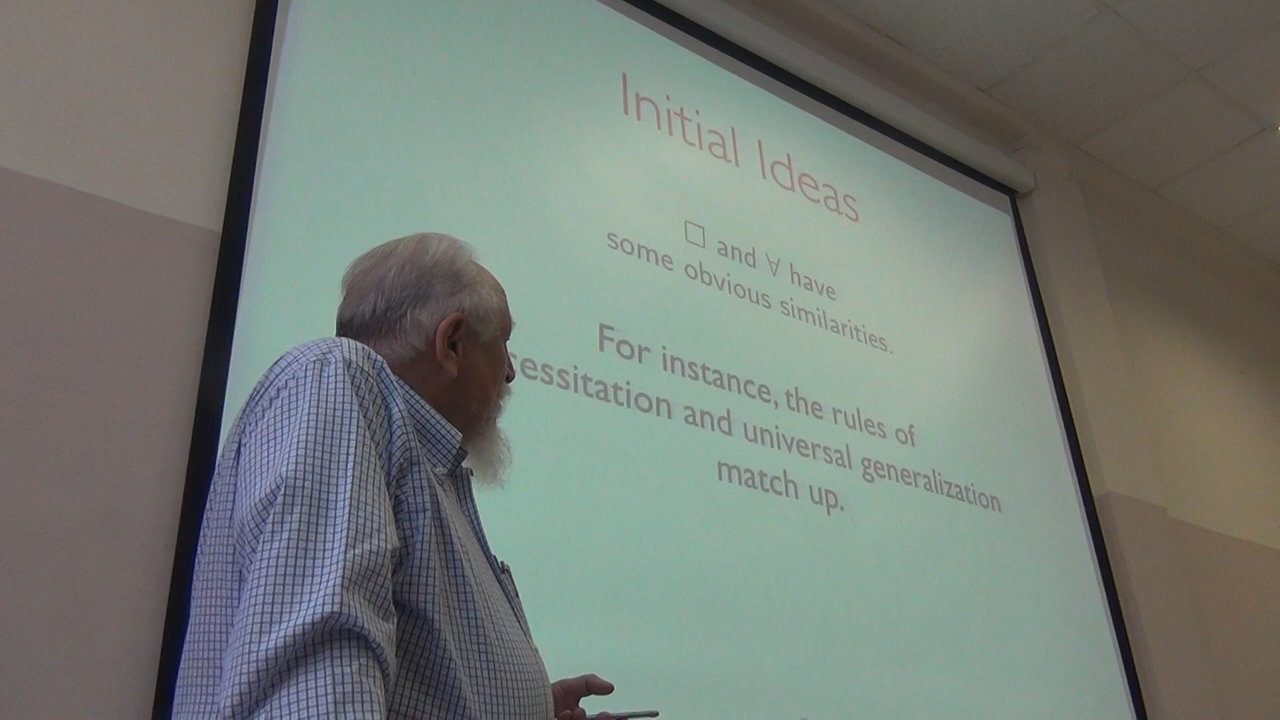 Initial Ideas
□ and ∀ have
some obvious similarities.
For instance, the rules of
cessitation and universal generalization
match up.